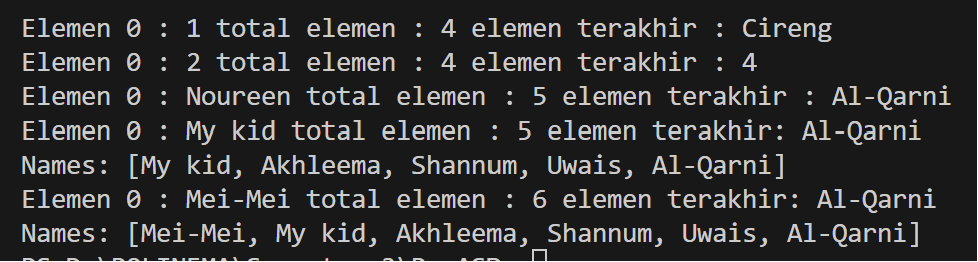 Elemen 0 : 1 total elemen : 4 elemen terakhir : Cireng
Elemen 0 : 2 total elemen : 4 elemen terakhir : 4
Elemen 0 : Noureen total elemen : 5 elemen terakhir : Al-Qarni
Elemen 0 : My kid total elemen : 5 elemen terakhir: Al-Qarni
Names: [My kid, Akhleema, Shannum, Uwais, Al-Qarni]
Elemen 0 : Mei-Mei total elemen : 6 elemen terakhir: Al-Qarni
Names: [Mei-Mei, My kid, Akhleema, Shannum, Uwais, Al-Qarni]